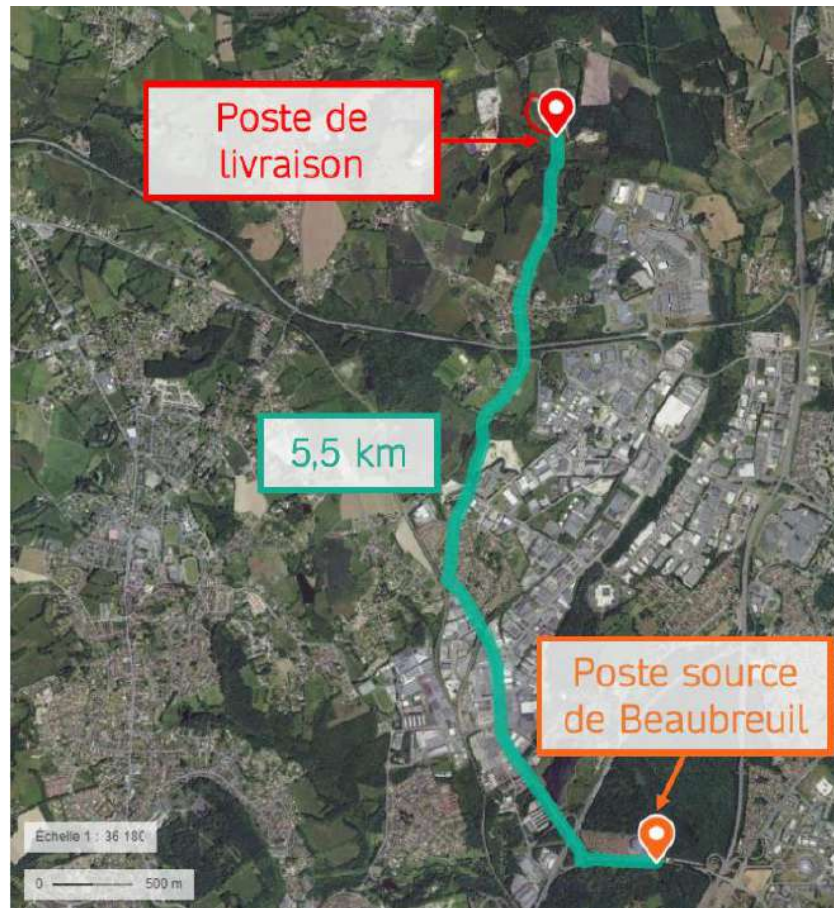 Poste de
livraison
5,5 km
Poste source
de Beaubreuil
Échelle 1 : 36 180
0 500 m